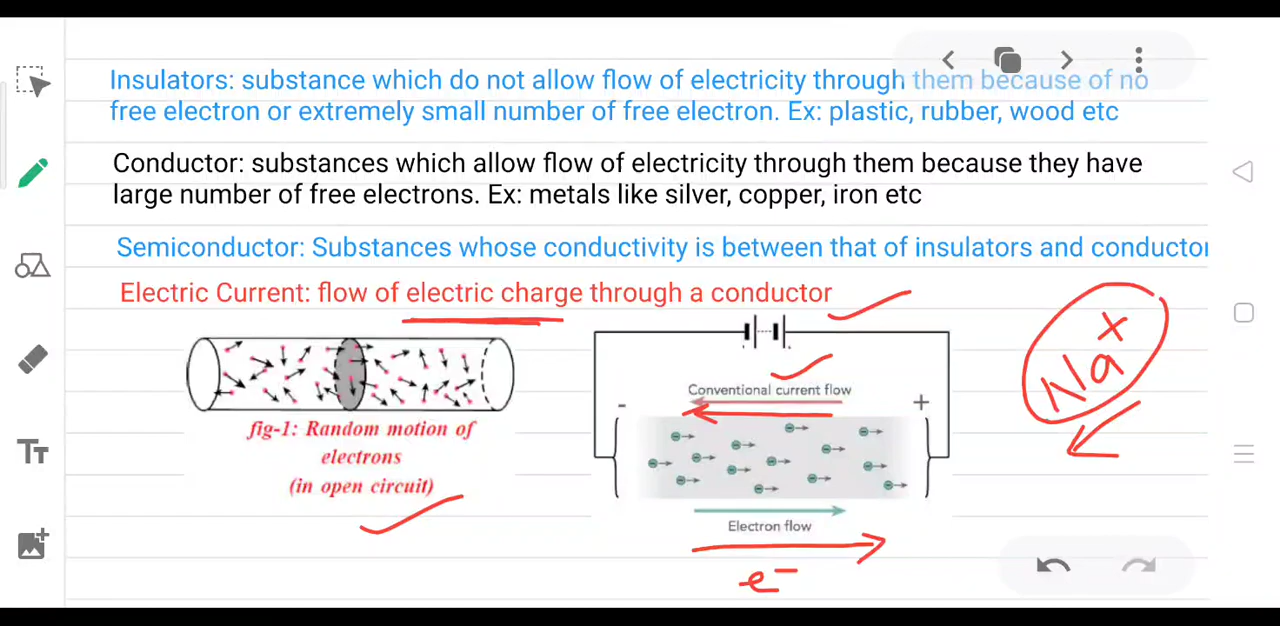 Insulators: substance which do not allow flow of electricity through them because of no
free electron or extremely small number of free electron. Ex: plastic, rubber, wood etc
Conductor: substances which allow flow of electricity through them because they have
large number of free electrons. Ex: metals like silver, copper, iron etc
Semiconductor: Substances whose conductivity is between that of insulators and conductor
Electric Current: flow of electric charge through a conductor
fig-1: Random motion of
electrons
(in open circuit)
Conventional current flow
- +
Electron flow
e−
Na+
Tт